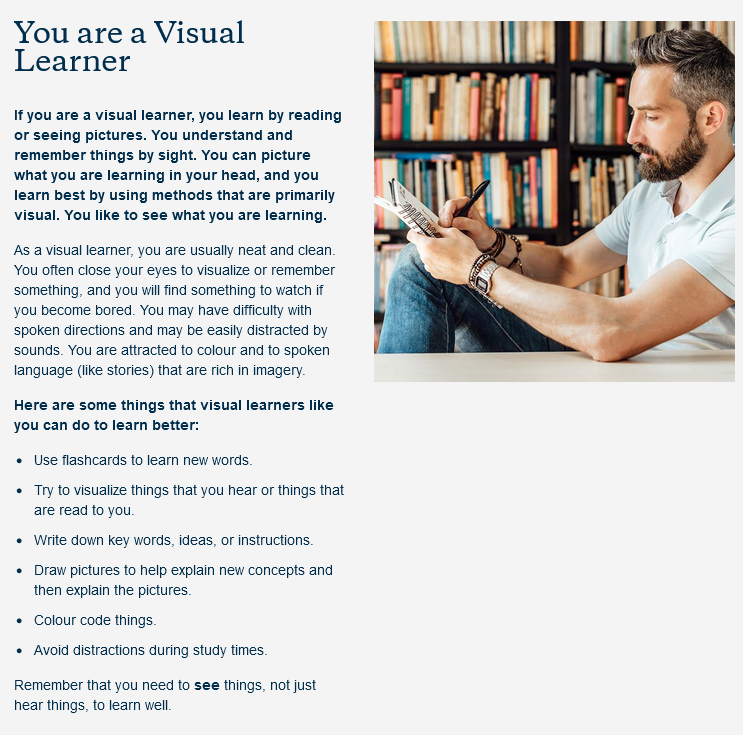 You are a Visual
Learner
If you are a visual learner, you learn by reading
or seeing pictures. You understand and
remember things by sight. You can picture
what you are learning in your head, and you
learn best by using methods that are primarily
visual. You like to see what you are learning.
As a visual learner, you are usually neat and clean.
You often close your eyes to visualize or remember
something, and you will find something to watch if
you become bored. You may have difficulty with
spoken directions and may be easily distracted by
sounds. You are attracted to colour and to spoken
language (like stories) that are rich in imagery.
Here are some things that visual learners like
you can do to learn better:
• Use flashcards to learn new words.
• Try to visualize things that you hear or things that
are read to you.
• Write down key words, ideas, or instructions.
• Draw pictures to help explain new concepts and
then explain the pictures.
• Colour code things.
• Avoid distractions during study times.
Remember that you need to see things, not just
hear things, to learn well.